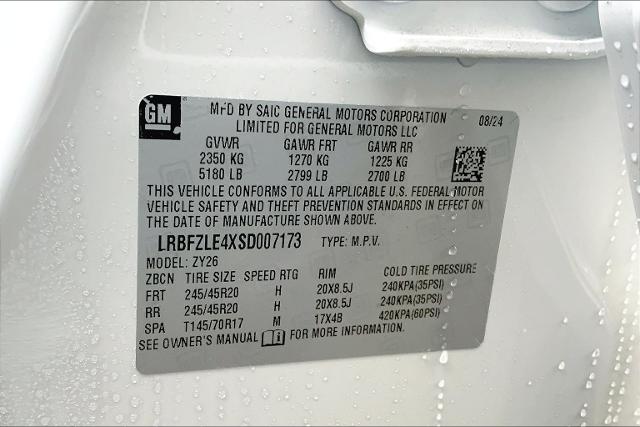 GM
MFD BY SAIC GENERAL MOTORS CORPORATION 08/24
LIMITED FOR GENERAL MOTORS LLC
GVWR GAWR FRT GAWR RR
2350 KG 1270 KG 1225 KG
5180 LB 2799 LB 2700 LB
THIS VEHICLE CONFORMS TO ALL APPLICABLE U.S. FEDERAL MOTOR
VEHICLE SAFETY AND THEFT PREVENTION STANDARDS IN EFFECT ON
THE DATE OF MANUFACTURE SHOWN ABOVE.
LRBFZLE4XSD007173 TYPE: M.P.V.
MODEL: ZY26
ZBCN TIRE SIZE SPEED RTG RIM COLD TIRE PRESSURE
FRT 245/45R20 H 20X8.5J 240KPA(35PSI)
RR 245/45R20 H 20X8.5J 240KPA(35PSI)
SPA T145/70R17 M 17X4B 420KPA(60PSI)
SEE OWNER'S MANUAL FOR MORE INFORMATION.